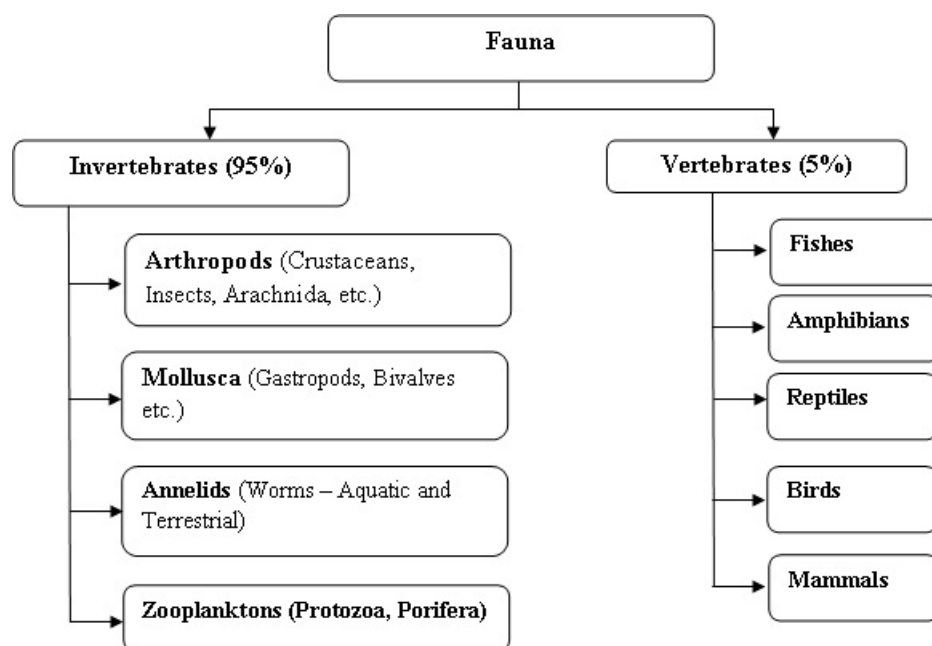 Fauna
Invertebrates (95%)
Arthropods (Crustaceans,
Insects, Arachnida, etc.)
Mollusca (Gastropods, Bivalves
etc.)
Annelids (Worms – Aquatic and
Terrestrial)
Zooplanktons (Protozoa, Porifera)
Vertebrates (5%)
Fishes
Amphibians
Reptiles
Birds
Mammals